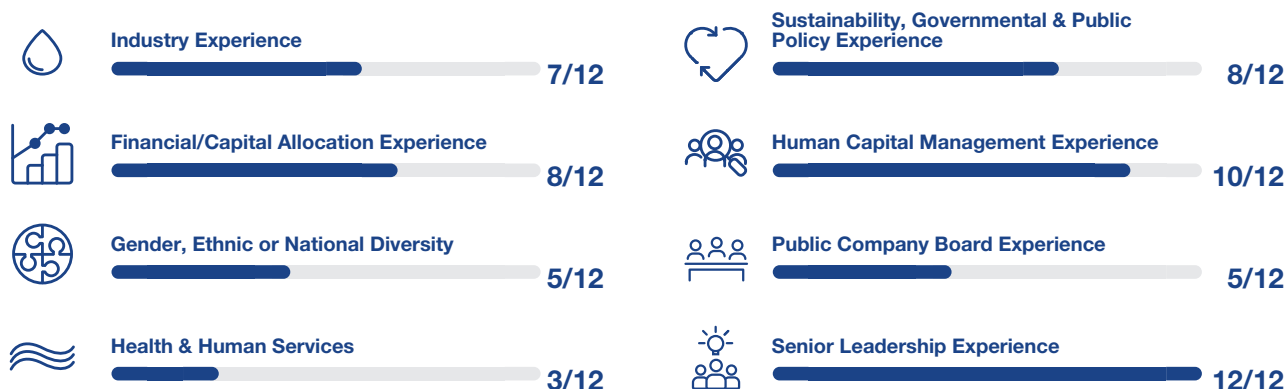 Industry Experience
7/12
Financial/Capital Allocation Experience
8/12
Gender, Ethnic or National Diversity
5/12
Health & Human Services
3/12
Sustainability, Governmental & Public
Policy Experience
8/12
Human Capital Management Experience
10/12
Public Company Board Experience
5/12
Senior Leadership Experience
12/12